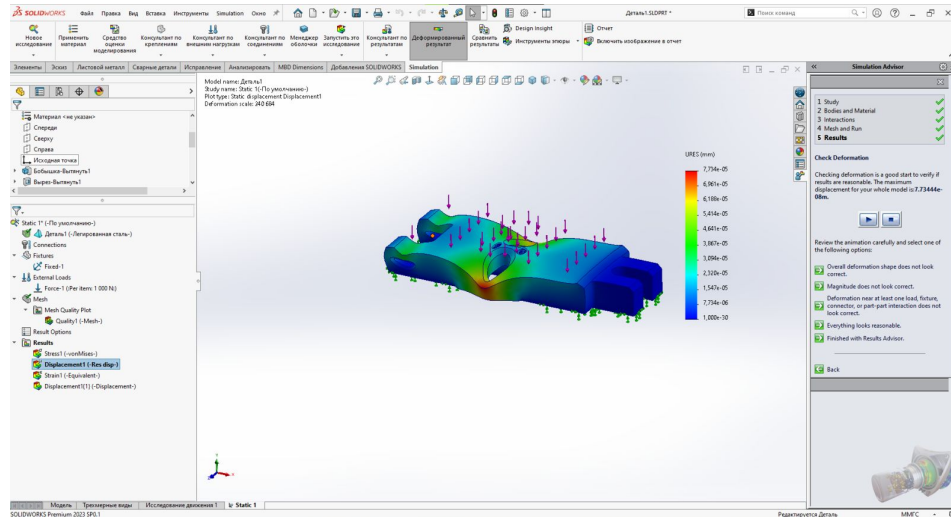 SOLIDWORKS
Файл Правка Вид Вставка Инструменты Simulation Окно
Деталь1.SLDPRT *
Поиск команд
Новое исследование
Применить материал
Средство оценки моделирования
Консультант по креплениям
Консультант по внешним нагрузкам
Консультант по соединениям
Менеджер оболочки
Запустить это исследование
Консультант по результатам
Деформированный результат
Сравнить результаты
Design Insight
Инструменты эпюры
Отчет
Включить изображение в отчет
Элементы Эскиз Листовой металл Сварные детали Исправление Анализировать MBD Dimensions Добавления SOLIDWORKS Simulation
Материал <не указан>
Спереди
Сверху
Справа
Исходная точка
Бобышка-Вытянуть1
Вырез-Вытянуть1
Static 1* (-По умолчанию-)
Деталь1 (-Легированная сталь-)
Connections
Fixtures
Fixed-1
External Loads
Force-1 (:Per item: 1 000 N:)
Mesh
Mesh Quality Plot
Quality1 (-Mesh-)
Result Options
Results
Stress1 (-vonMises-)
Displacement1 (-Res disp-)
Strain1 (-Equivalent-)
Displacement1(1) (-Displacement-)
Model name: Деталь1
Study name: Static 1(-По умолчанию-)
Plot type: Static displacement Displacement1
Deformation scale: 340 684
URES (mm)
7,734e-05
6,961e-05
6,188e-05
5,414e-05
4,641e-05
3,867e-05
3,094e-05
2,320e-05
1,547e-05
7,734e-06
1,000e-30
Simulation Advisor
1 Study
2 Bodies and Material
3 Interactions
4 Mesh and Run
5 Results
Check Deformation
Checking deformation is a good start to verify if
results are reasonable. The maximum
displacement for your whole model is 7.73444e-
08m.
Review the animation carefully and select one of
the following options:
Overall deformation shape does not look
correct.
Magnitude does not look correct.
Deformation near at least one load, fixture,
connector, or part-part interaction does not
look correct.
Everything looks reasonable.
Finished with Results Advisor.
Back
Модель Трехмерные виды Исследование движения 1 Static 1
SOLIDWORKS Premium 2023 SP0.1
Редактируется Деталь
ММГС